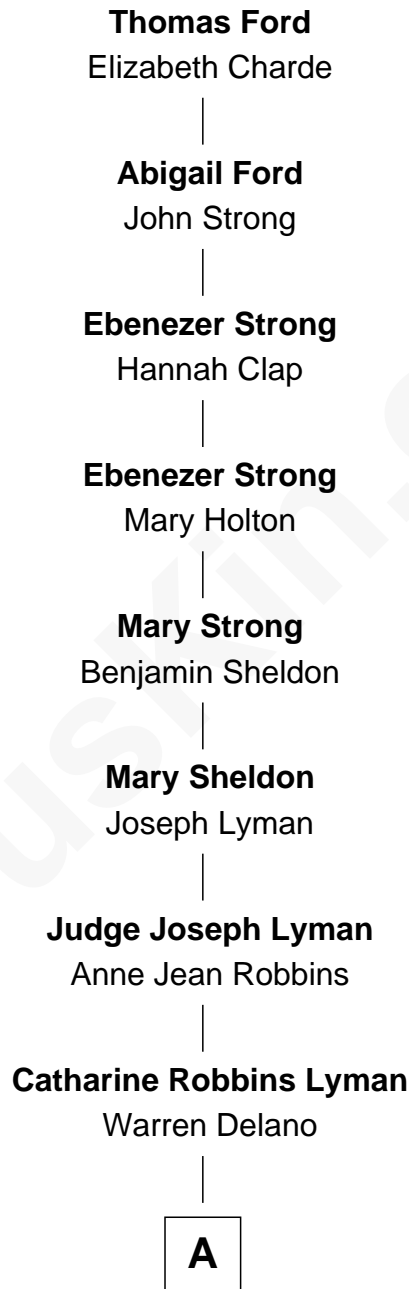 Thomas Ford
Elizabeth Charde
Abigail Ford
John Strong
Ebenezer Strong
Hannah Clap
Ebenezer Strong
Mary Holton
Mary Strong
Benjamin Sheldon
Mary Sheldon
Joseph Lyman
Judge Joseph Lyman
Anne Jean Robbins
Catharine Robbins Lyman
Warren Delano
A